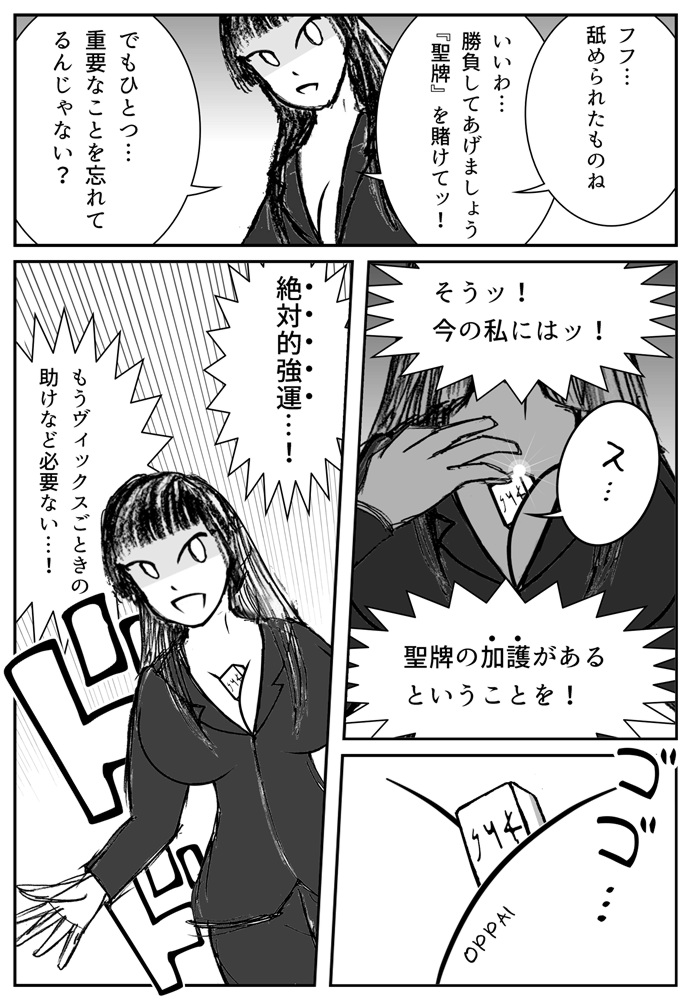 フフ…
舐められたものね
いいわ…
勝負してあげましょう
『聖牌』を賭けてッ！
でもひとつ…
重要なことを忘れて
るんじゃない？
そうッ！
今の私にはッ！
ス…
聖牌の加護がある
ということを！
ゴゴ…
OPPAI
絶対的強運…！
もうヴィックスごときの
助けなど必要ない…！
ドド